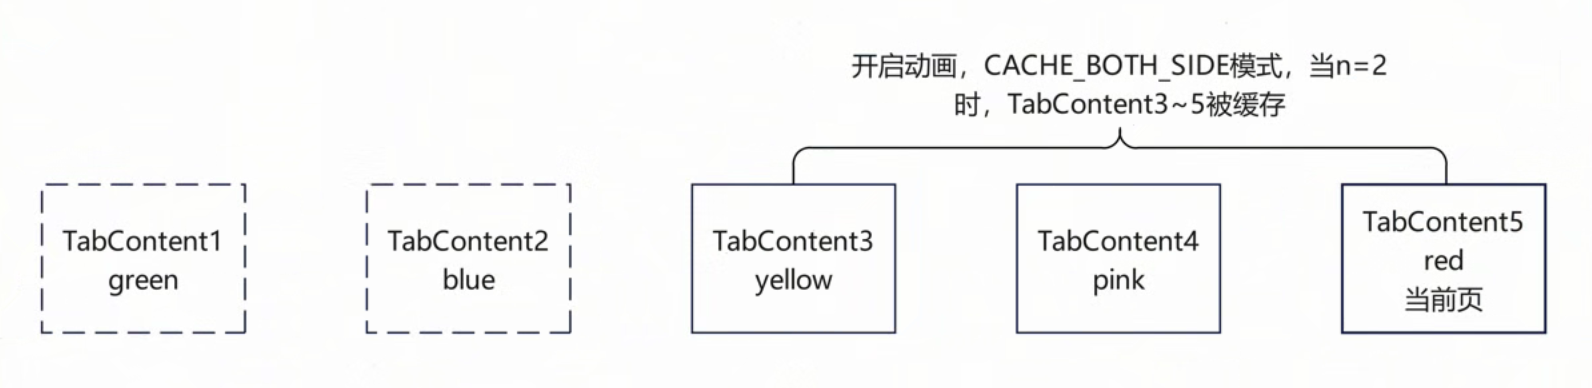 开启动画，CACHE_BOTH_SIDE模式，当n=2
时，TabContent3~5被缓存
TabContent1
green
TabContent2
blue
TabContent3
yellow
TabContent4
pink
TabContent5
red
当前页